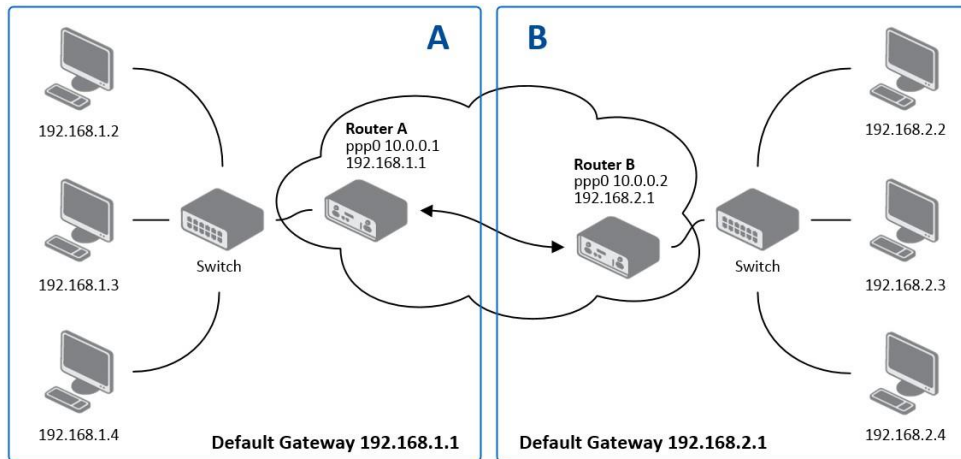 A
B
192.168.1.2
192.168.1.3
192.168.1.4
Switch
Router A
ppp0 10.0.0.1
192.168.1.1
Router B
ppp0 10.0.0.2
192.168.2.1
Switch
192.168.2.2
192.168.2.3
192.168.2.4
Default Gateway 192.168.1.1
Default Gateway 192.168.2.1